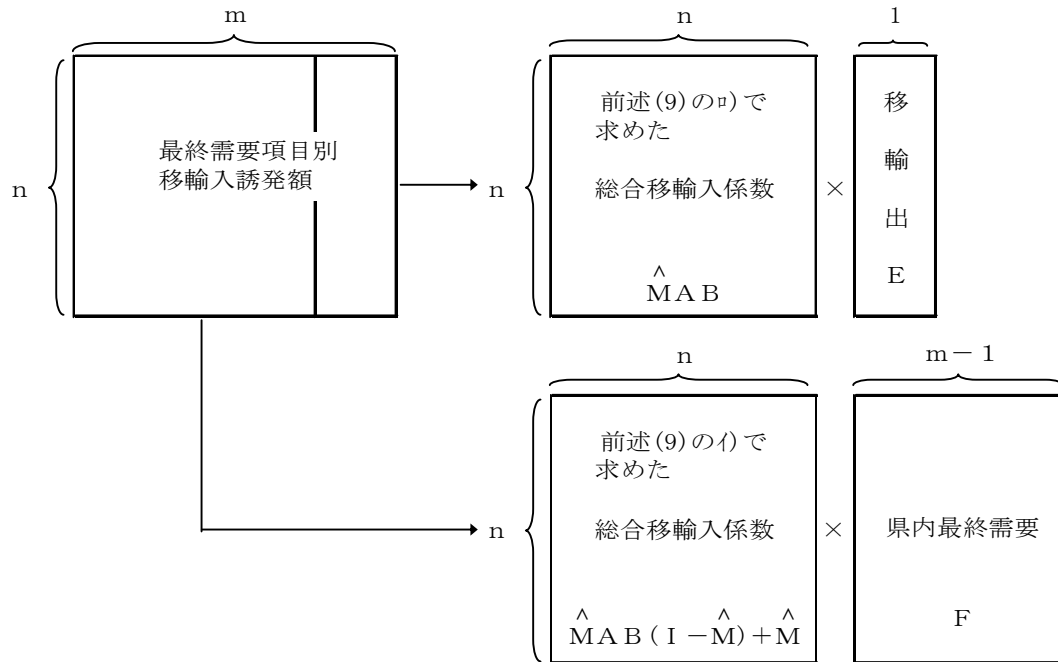 m
n
最終需要項目別
移輸入誘発額
n
n
前述(9)のﾛ)で
求めた
総合移輸入係数
M̂AB
×
1
移
輸
出
E
n
n
前述(9)のｲ)で
求めた
総合移輸入係数
M̂AB(I－M̂)＋M̂
×
m－1
県内最終需要
F